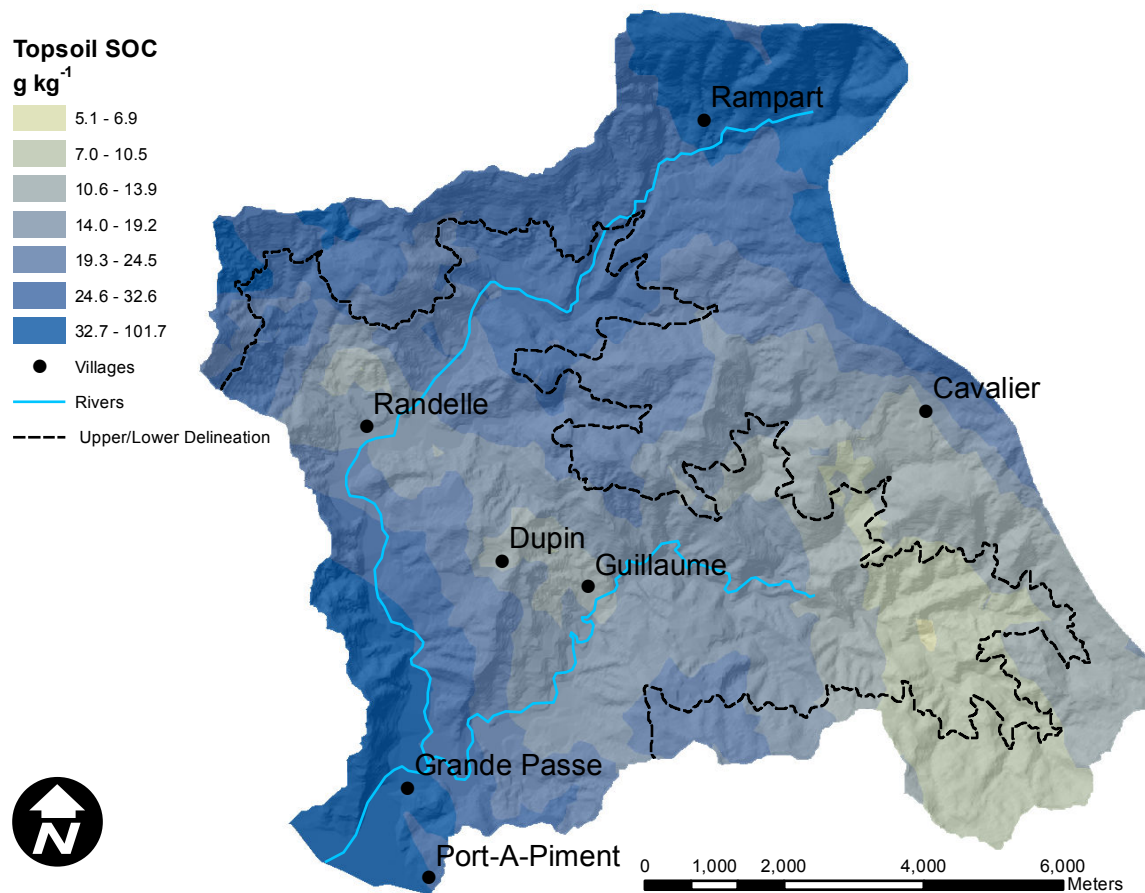 Topsoil SOC
g kg-1
5.1 - 6.9
7.0 - 10.5
10.6 - 13.9
14.0 - 19.2
19.3 - 24.5
24.6 - 32.6
32.7 - 101.7
Villages
Rivers
Upper/Lower Delineation
Rampart
Cavalier
Randelle
Dupin
Guillaume
Grande Passe
Port-A-Piment
N
0 1,000 2,000 4,000 6,000
Meters